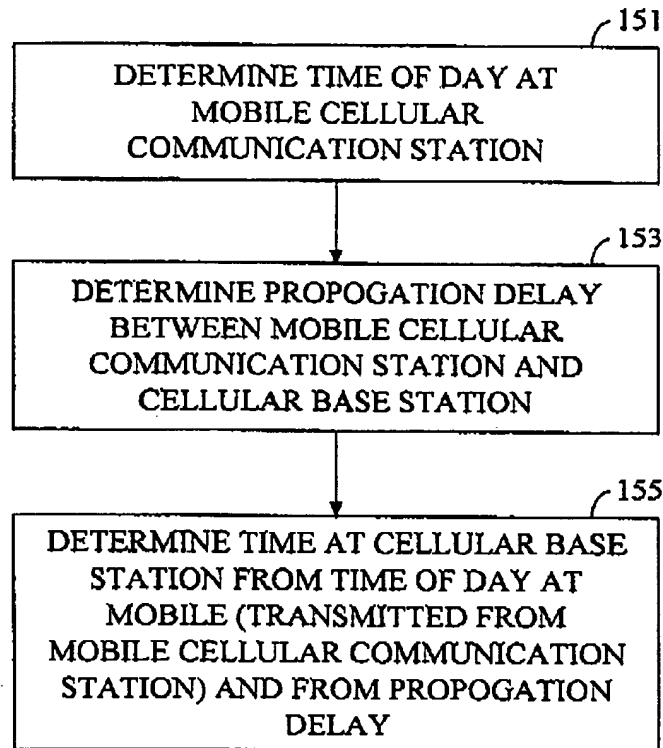 151
DETERMINE TIME OF DAY AT
MOBILE CELLULAR
COMMUNICATION STATION
153
DETERMINE PROPOGATION DELAY
BETWEEN MOBILE CELLULAR
COMMUNICATION STATION AND
CELLULAR BASE STATION
155
DETERMINE TIME AT CELLULAR BASE
STATION FROM TIME OF DAY AT
MOBILE (TRANSMITTED FROM
MOBILE CELLULAR COMMUNICATION
STATION) AND FROM PROPOGATION
DELAY